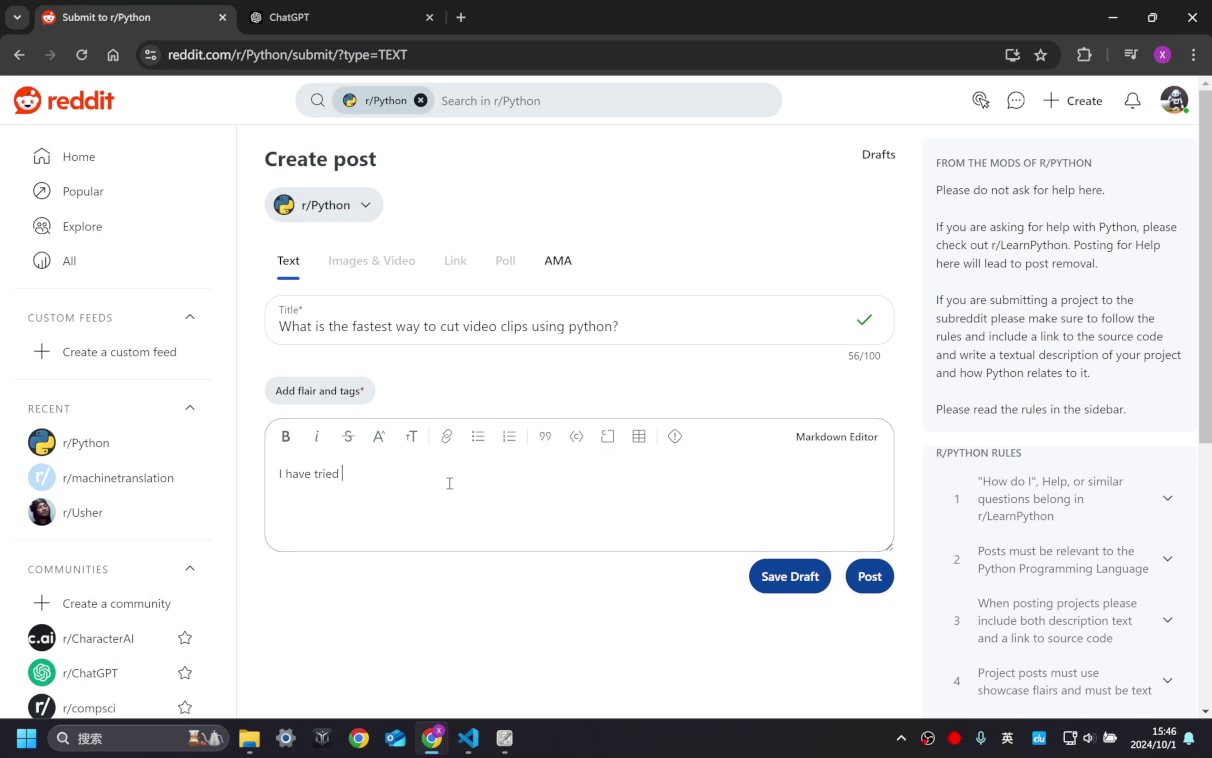 Submit to r/Python
ChatGPT
reddit.com/r/Python/submit/?type=TEXT
X
reddit
r/Python
Search in r/Python
Create
Home
Popular
Explore
All
CUSTOM FEEDS
Create a custom feed
RECENT
r/Python
r/machinetranslation
r/Usher
COMMUNITIES
Create a community
c.ai r/CharacterAI
r/ChatGPT
r/ r/compsci
Create post
Drafts
r/Python
Text Images & Video Link Poll AMA
Title*
What is the fastest way to cut video clips using python?
56/100
Add flair and tags*
Markdown Editor
I have tried
Save Draft
Post
FROM THE MODS OF R/PYTHON
Please do not ask for help here.
If you are asking for help with Python, please
check out r/LearnPython. Posting for Help
here will lead to post removal.
If you are submitting a project to the
subreddit please make sure to follow the
rules and include a link to the source code
and write a textual description of your project
and how Python relates to it.
Please read the rules in the sidebar.
R/PYTHON RULES
1 "How do I", Help, or similar
questions belong in
r/LearnPython
2 Posts must be relevant to the
Python Programming Language
3 When posting projects please
include both description text
and a link to source code
4 Project posts must use
showcase flairs and must be text
搜索
英
du
15:46
2024/10/1